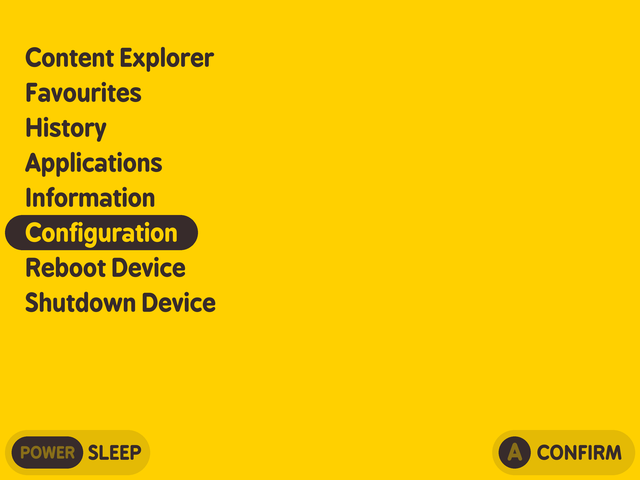 Content Explorer
Favourites
History
Applications
Information
Configuration
Reboot Device
Shutdown Device
POWER SLEEP
A CONFIRM